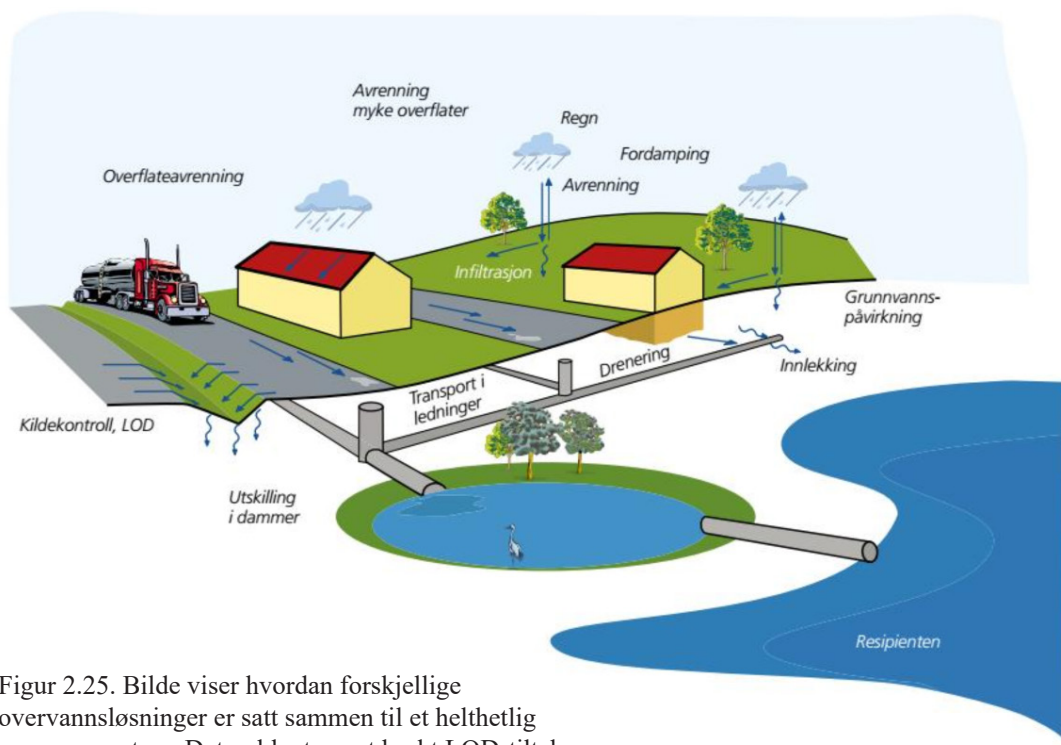 Avrenning
myke overflater
Regn
Fordamping
Overflateavrenning
Avrenning
Infiltrasjon
Grunnvanns-
påvirkning
Innlekking
Drenering
Transport i
ledninger
Kildekontroll, LOD
Utskilling
i dammer
Resipienten
Figur 2.25. Bilde viser hvordan forskjellige
overvannsløsninger er satt sammen til et helthetlig